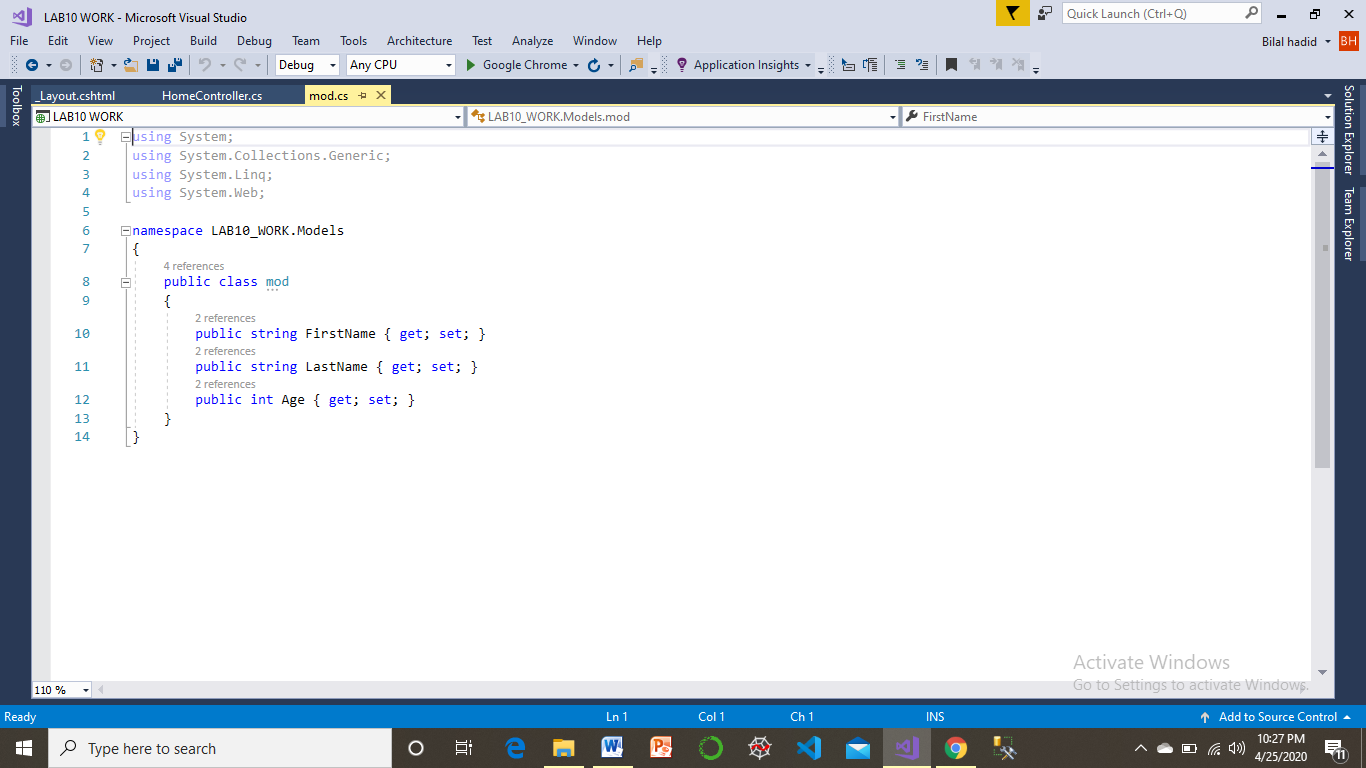 LAB10 WORK - Microsoft Visual Studio
Quick Launch (Ctrl+Q)
File Edit View Project Build Debug Team Tools Architecture Test Analyze Window Help
Bilal hadid BH
Debug Any CPU Google Chrome Application Insights
Toolbox
_Layout.cshtml HomeController.cs mod.cs
Solution Explorer
Team Explorer
LAB10 WORK LAB10_WORK.Models.mod FirstName
1 using System;
2 using System.Collections.Generic;
3 using System.Linq;
4 using System.Web;
5
6 namespace LAB10_WORK.Models
7 {
4 references
8 public class mod
9 {
2 references
10 public string FirstName { get; set; }
2 references
11 public string LastName { get; set; }
2 references
12 public int Age { get; set; }
13 }
14 }
Activate Windows
Go to Settings to activate Windows.
110 %
Ready Ln 1 Col 1 Ch 1 INS Add to Source Control
Type here to search
10:27 PM
4/25/2020
11